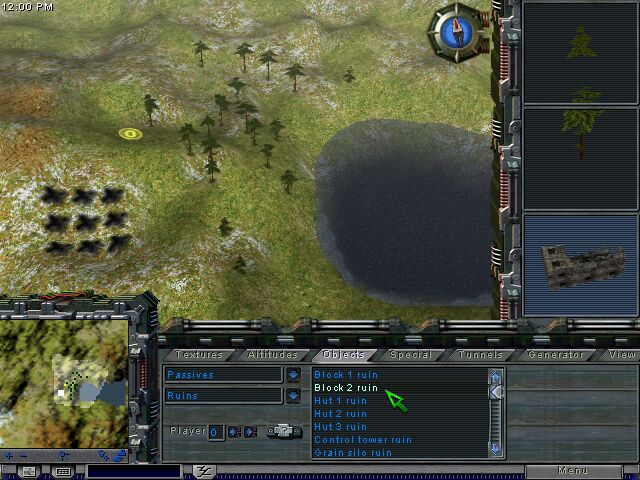 12:00 PM
Textures Altitudes Objects Special Tunnels Generator View
Passives
Ruins
Player 0
Block 1 ruin
Block 2 ruin
Hut 1 ruin
Hut 2 ruin
Hut 3 ruin
Control tower ruin
Grain silo ruin
Menu